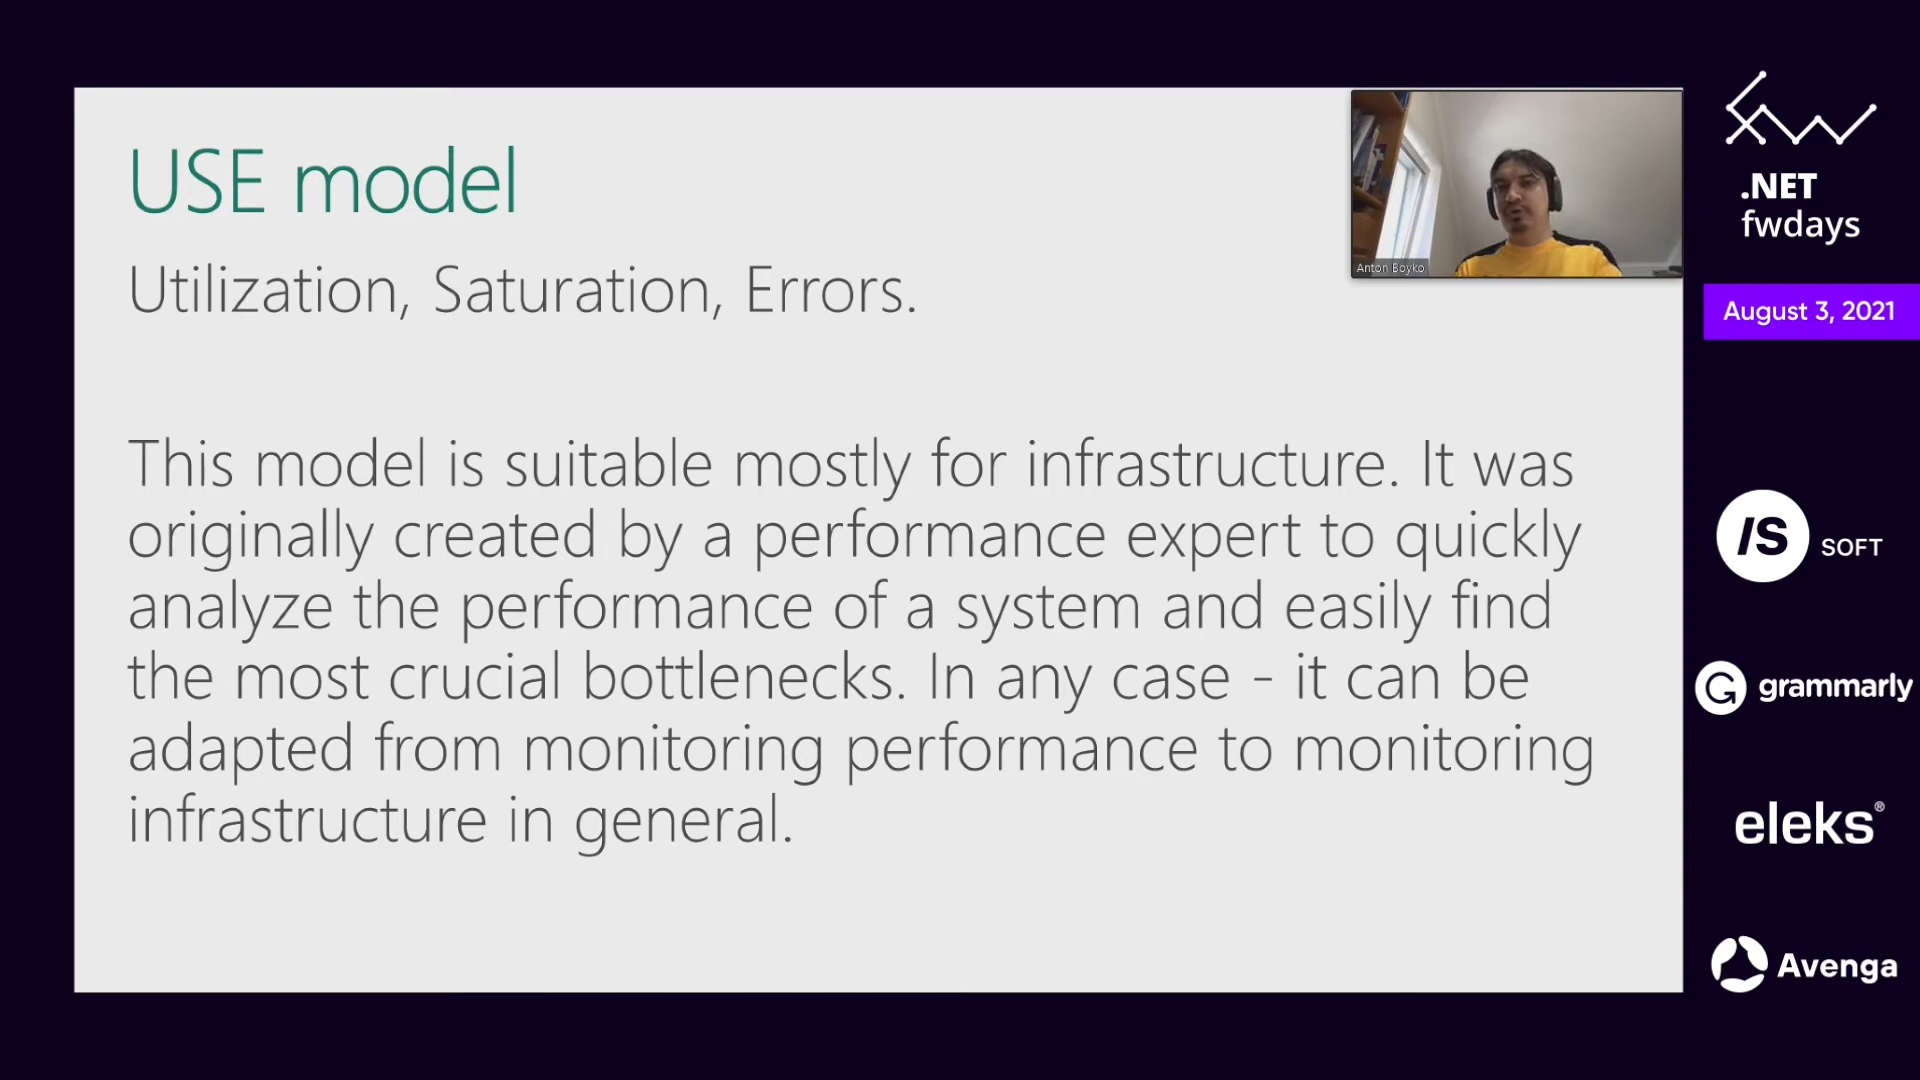 USE model
Utilization, Saturation, Errors.
This model is suitable mostly for infrastructure. It was
originally created by a performance expert to quickly
analyze the performance of a system and easily find
the most crucial bottlenecks. In any case - it can be
adapted from monitoring performance to monitoring
infrastructure in general.
Anton Boyko
.NET
fwdays
August 3, 2021
IS SOFT
grammarly
eleks®
Avenga